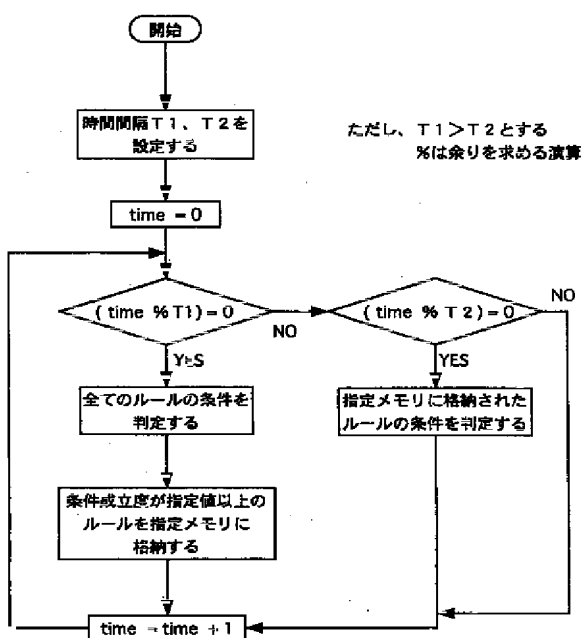 開始
時間間隔T1、T2を
設定する
ただし、T1>T2とする
%は余りを求める演算
time = 0
( time % T1) = 0
NO
( time % T2) = 0
NO
YES
YES
全てのルールの条件を
判定する
指定メモリに格納された
ルールの条件を判定する
条件成立度が指定値以上の
ルールを指定メモリに
格納する
time = time + 1